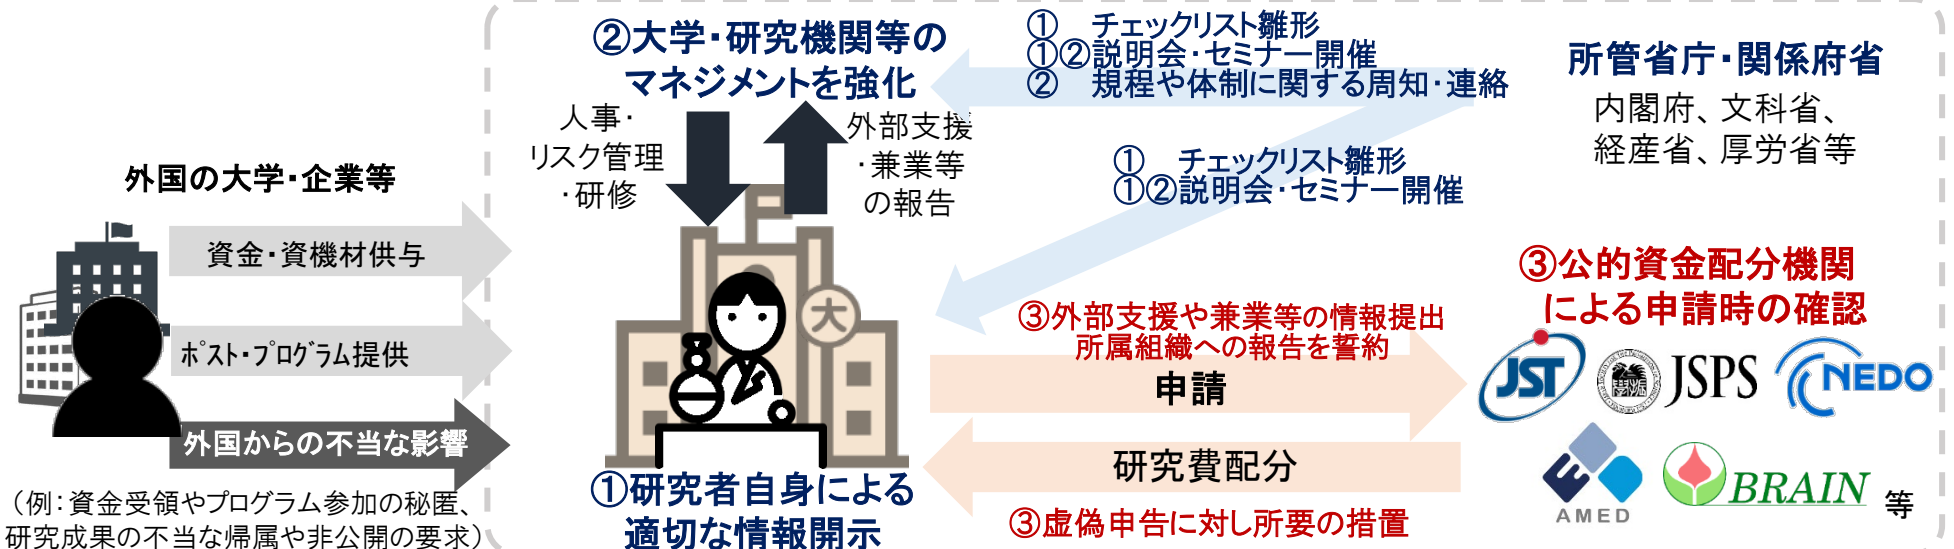 ②大学・研究機関等の
マネジメントを強化
人事・
リスク管理
・研修
外部支援
・兼業等
の報告
① チェックリスト雛形
①②説明会・セミナー開催
② 規程や体制に関する周知・連絡
所管省庁・関係府省
内閣府、文科省、
経産省、厚労省等
① チェックリスト雛形
①②説明会・セミナー開催
外国の大学・企業等
資金・資機材供与
ﾎﾟｽﾄ・ﾌﾟﾛｸﾞﾗﾑ提供
外国からの不当な影響
（例：資金受領やプログラム参加の秘匿、
研究成果の不当な帰属や非公開の要求）
大
①研究者自身による
適切な情報開示
③外部支援や兼業等の情報提出
所属組織への報告を誓約
申請
研究費配分
③虚偽申告に対し所要の措置
③公的資金配分機関
による申請時の確認
JST
JSPS
NEDO
AMED
BRAIN
等